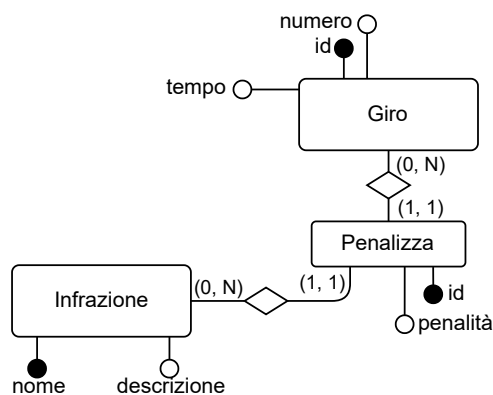 numero
id
tempo
Giro
(0, N)
(1, 1)
Penalizza
Infrazione
(0, N)
(1, 1)
id
penalità
nome
descrizione